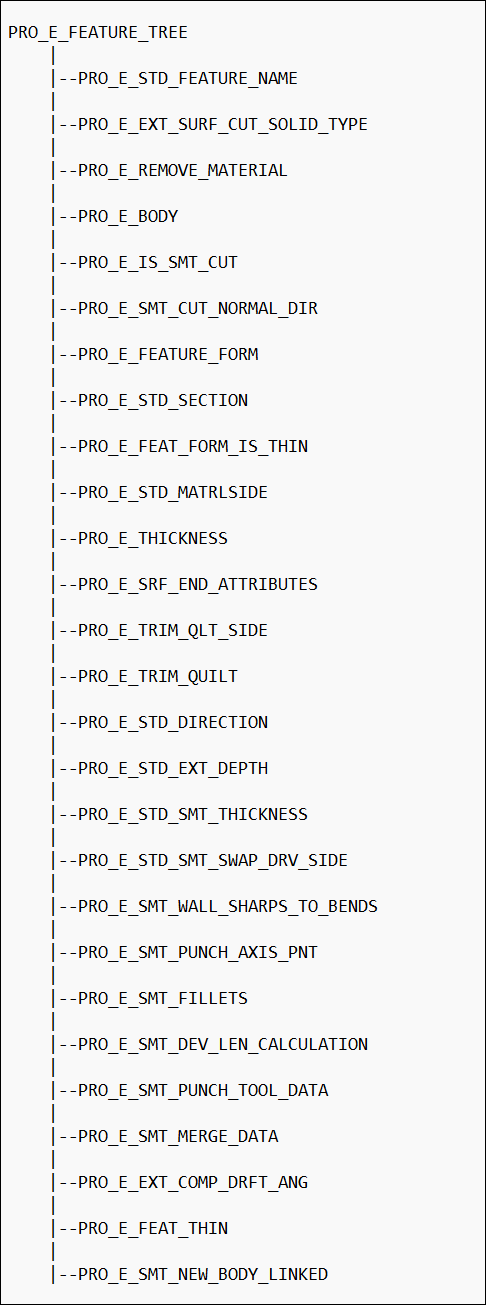 PRO_E_FEATURE_TREE
|--PRO_E_STD_FEATURE_NAME
|--PRO_E_EXT_SURF_CUT_SOLID_TYPE
|--PRO_E_REMOVE_MATERIAL
|--PRO_E_BODY
|--PRO_E_IS_SMT_CUT
|--PRO_E_SMT_CUT_NORMAL_DIR
|--PRO_E_FEATURE_FORM
|--PRO_E_STD_SECTION
|--PRO_E_FEAT_FORM_IS_THIN
|--PRO_E_STD_MATRLSIDE
|--PRO_E_THICKNESS
|--PRO_E_SRF_END_ATTRIBUTES
|--PRO_E_TRIM_QLT_SIDE
|--PRO_E_TRIM_QUILT
|--PRO_E_STD_DIRECTION
|--PRO_E_STD_EXT_DEPTH
|--PRO_E_STD_SMT_THICKNESS
|--PRO_E_STD_SMT_SWAP_DRV_SIDE
|--PRO_E_SMT_WALL_SHARPS_TO_BENDS
|--PRO_E_SMT_PUNCH_AXIS_PNT
|--PRO_E_SMT_FILLETS
|--PRO_E_SMT_DEV_LEN_CALCULATION
|--PRO_E_SMT_PUNCH_TOOL_DATA
|--PRO_E_SMT_MERGE_DATA
|--PRO_E_EXT_COMP_DRFT_ANG
|--PRO_E_FEAT_THIN
|--PRO_E_SMT_NEW_BODY_LINKED